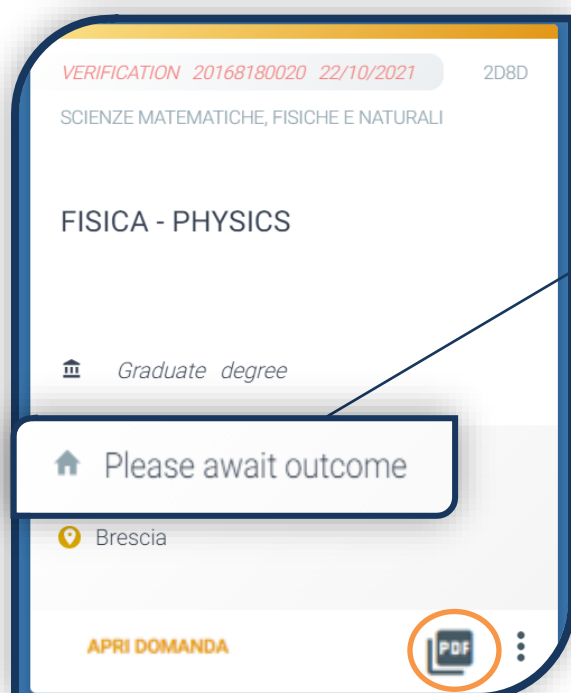 VERIFICATION 20168180020 22/10/2021 2D8D
SCIENZE MATEMATICHE, FISICHE E NATURALI
FISICA - PHYSICS
Graduate degree
Please await outcome
Brescia
APRI DOMANDA PDF